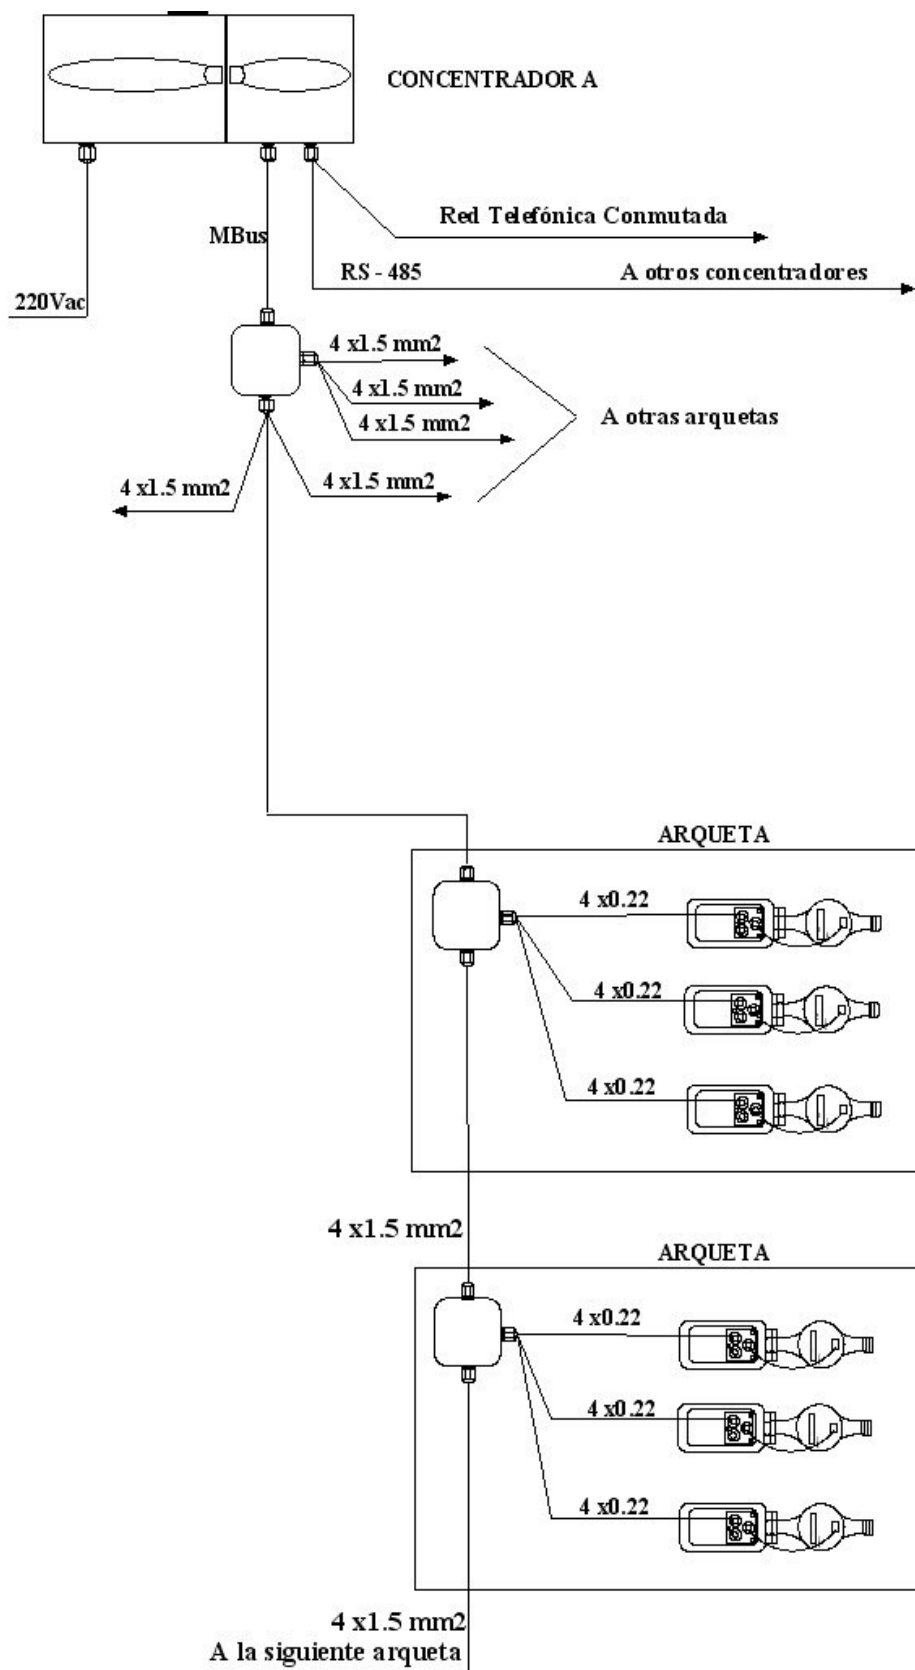 CONCENTRADOR A
Red Telefónica Conmutada
MBus
RS - 485
A otros concentradores
220Vac
4 x1.5 mm2
4 x1.5 mm2
4 x1.5 mm2
A otras arquetas
4 x1.5 mm2
4 x1.5 mm2
ARQUETA
4 x0.22
4 x0.22
4 x0.22
4 x1.5 mm2
ARQUETA
4 x0.22
4 x0.22
4 x0.22
4 x1.5 mm2
A la siguiente arqueta